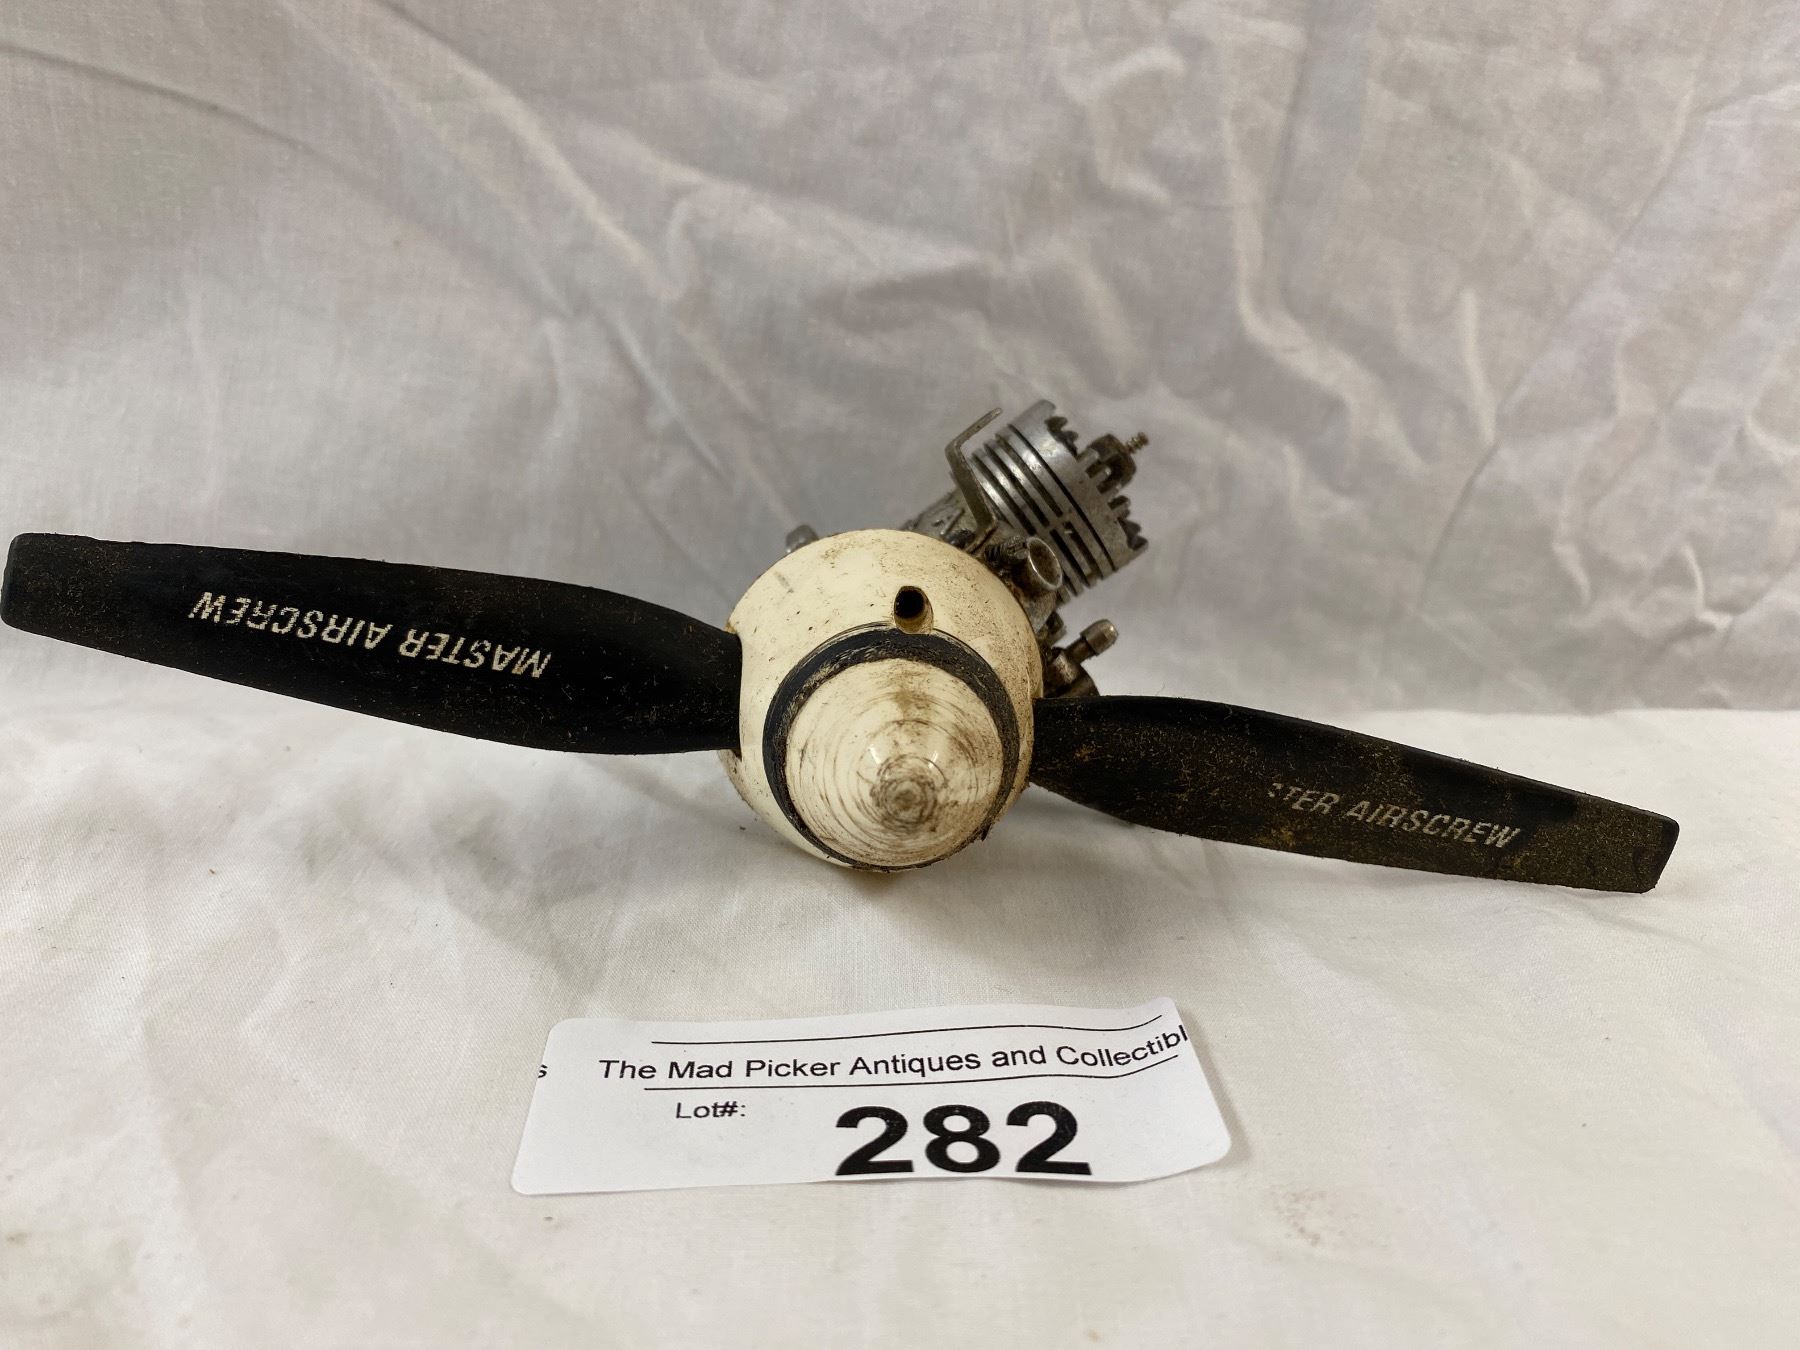 MASTER AIRSCREW
STER AIRSCREW
s The Mad Picker Antiques and Collectibl
Lot#: 282